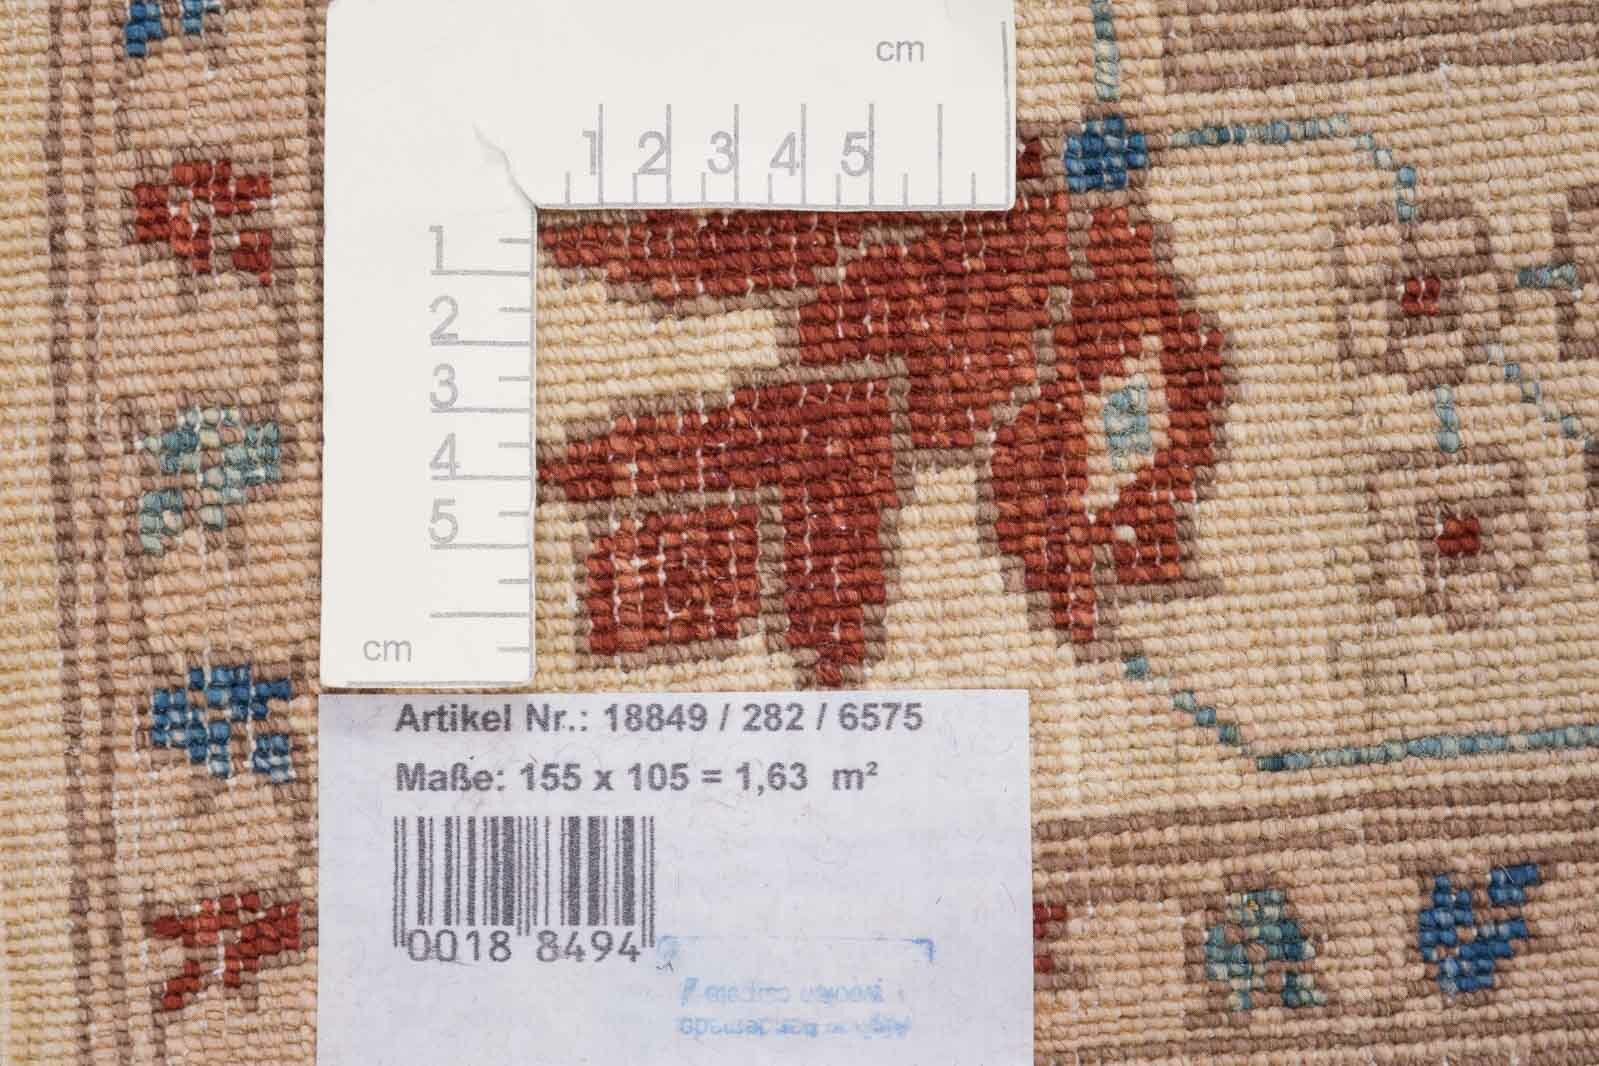 cm
1 2 3 4 5
1
2
3
4
5
cm
Artikel Nr.: 18849 / 282 / 6575
Maße: 155 x 105 = 1,63 m²
0018 8494